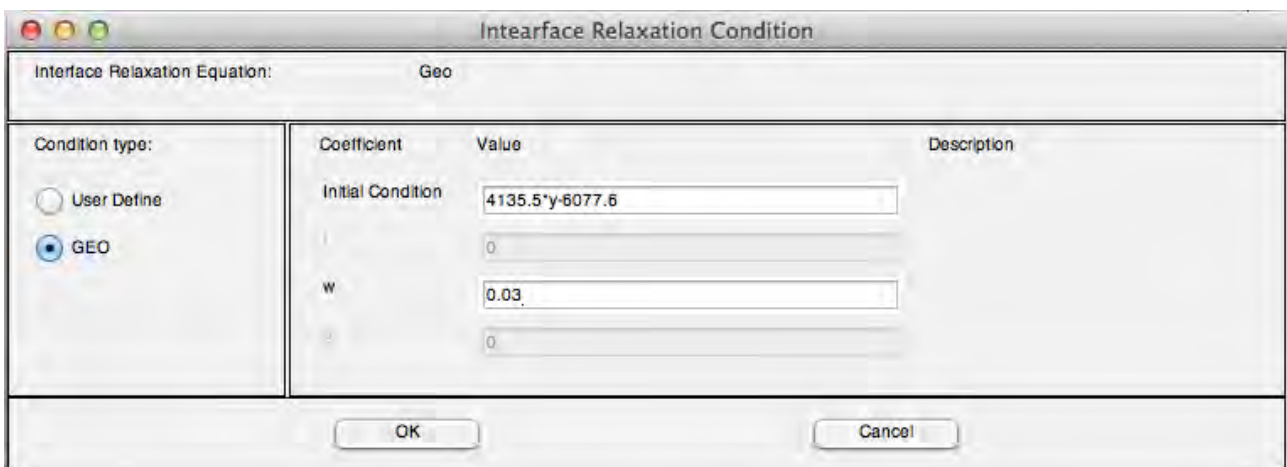 Intearface Relaxation Condition
Interface Relaxation Equation: Geo
Condition type:
User Define
GEO
Coefficient Value Description
Initial Condition 4135.5*y-6077.6
0
w 0.03
0
OK Cancel